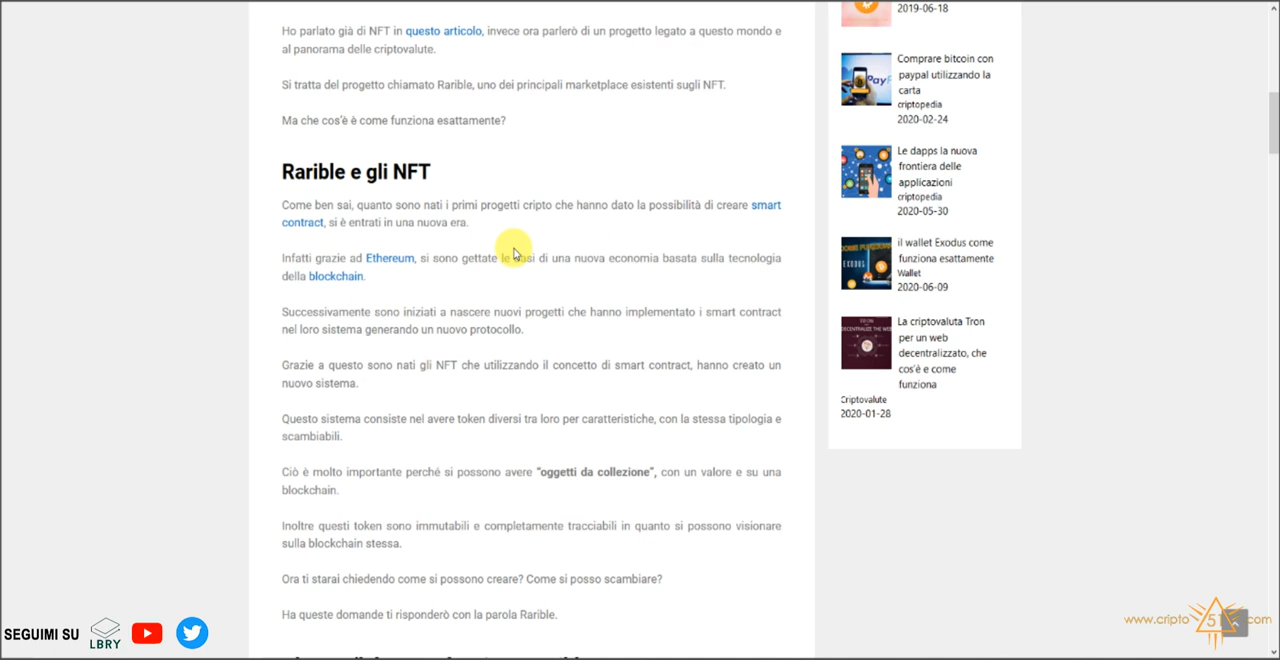 Ho parlato già di NFT in questo articolo, invece ora parlerò di un progetto legato a questo mondo e
al panorama delle criptovalute.
Si tratta del progetto chiamato Rarible, uno dei principali marketplace esistenti sugli NFT.
Ma che cos'è è come funziona esattamente?
Rarible e gli NFT
Come ben sai, quanto sono nati i primi progetti cripto che hanno dato la possibilità di creare smart
contract, si è entrati in una nuova era.
Infatti grazie ad Ethereum, si sono gettate le basi di una nuova economia basata sulla tecnologia
della blockchain.
Successivamente sono iniziati a nascere nuovi progetti che hanno implementato i smart contract
nel loro sistema generando un nuovo protocollo.
Grazie a questo sono nati gli NFT che utilizzando il concetto di smart contract, hanno creato un
nuovo sistema.
Questo sistema consiste nel avere token diversi tra loro per caratteristiche, con la stessa tipologia e
scambiabili.
Ciò è molto importante perché si possono avere "oggetti da collezione", con un valore e su una
blockchain.
Inoltre questi token sono immutabili e completamente tracciabili in quanto si possono visionare
sulla blockchain stessa.
Ora ti starai chiedendo come si possono creare? Come si posso scambiare?
Ha queste domande ti risponderò con la parola Rarible.
2019-06-18
Comprare bitcoin con
paypal utilizzando la
carta
criptopedia
2020-02-24
Le dapps la nuova
frontiera delle
applicazioni
criptopedia
2020-05-30
il wallet Exodus come
funziona esattamente
Wallet
2020-06-09
La criptovaluta Tron
per un web
decentralizzato, che
cos'è e come
funziona
Criptovalute
2020-01-28
SEGUIMI SU
LBRY
www.cripto51.com